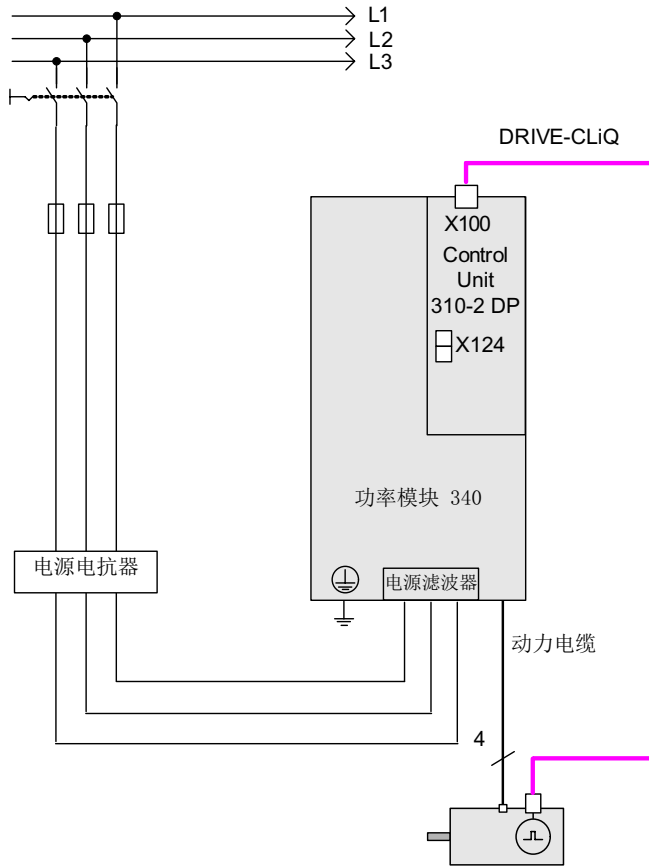 L1
L2
L3
DRIVE-CLiQ
X100
Control
Unit
310-2 DP
X124
功率模块 340
电源电抗器
电源滤波器
动力电缆
4